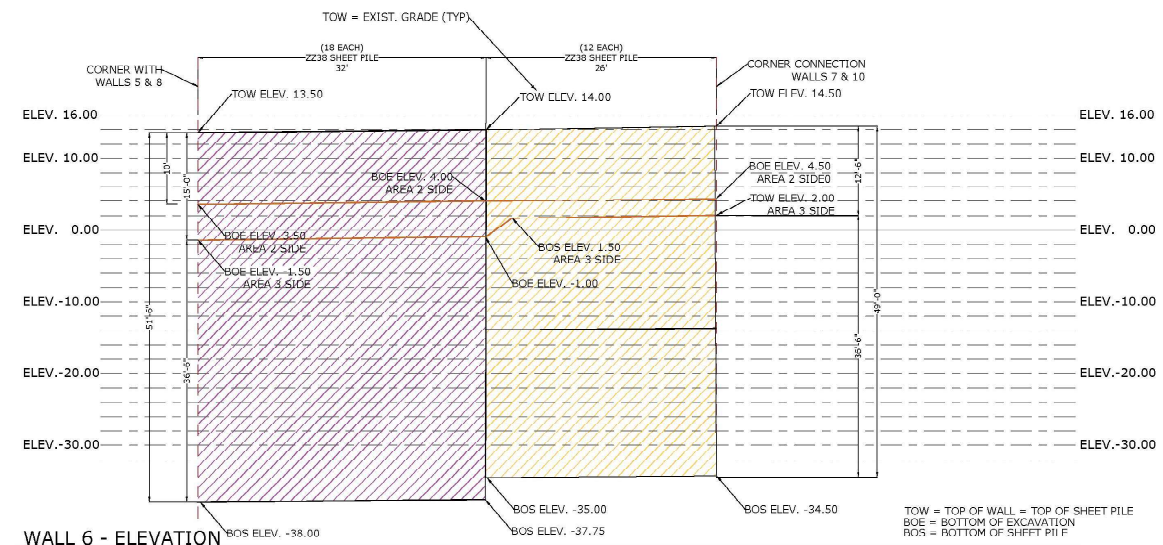 TOW = EXIST. GRADE (TYP)
(18 EACH)
ZZ38 SHEET PILE
32'
(12 EACH)
ZZ38 SHEET PILE
26'
CORNER WITH
WALLS 5 & 8
CORNER CONNECTION
WALLS 7 & 10
TOW ELEV. 13.50
TOW ELEV. 14.00
TOW ELEV. 14.50
ELEV. 16.00
ELEV. 16.00
ELEV. 10.00
ELEV. 10.00
10'
15'-0"
12'-6"
BOE ELEV. 4.00
AREA 2 SIDE
BOE ELEV. 4.50
AREA 2 SIDE0
TOW ELEV. 2.00
AREA 3 SIDE
ELEV. 0.00
ELEV. 0.00
BOE ELEV. 3.50
AREA 2 SIDE
BOS ELEV. 1.50
AREA 3 SIDE
BOE ELEV. -1.50
AREA 3 SIDE
BOE ELEV. -1.00
ELEV.-10.00
ELEV.-10.00
51'-6"
49'-0"
36'-6"
36'-6"
ELEV.-20.00
ELEV.-20.00
ELEV.-30.00
ELEV.-30.00
BOS ELEV. -35.00
BOS ELEV. -34.50
BOS ELEV. -38.00
BOS ELEV. -37.75
WALL 6 - ELEVATION
TOW = TOP OF WALL = TOP OF SHEET PILE
BOE = BOTTOM OF EXCAVATION
BOS = BOTTOM OF SHEET PILE